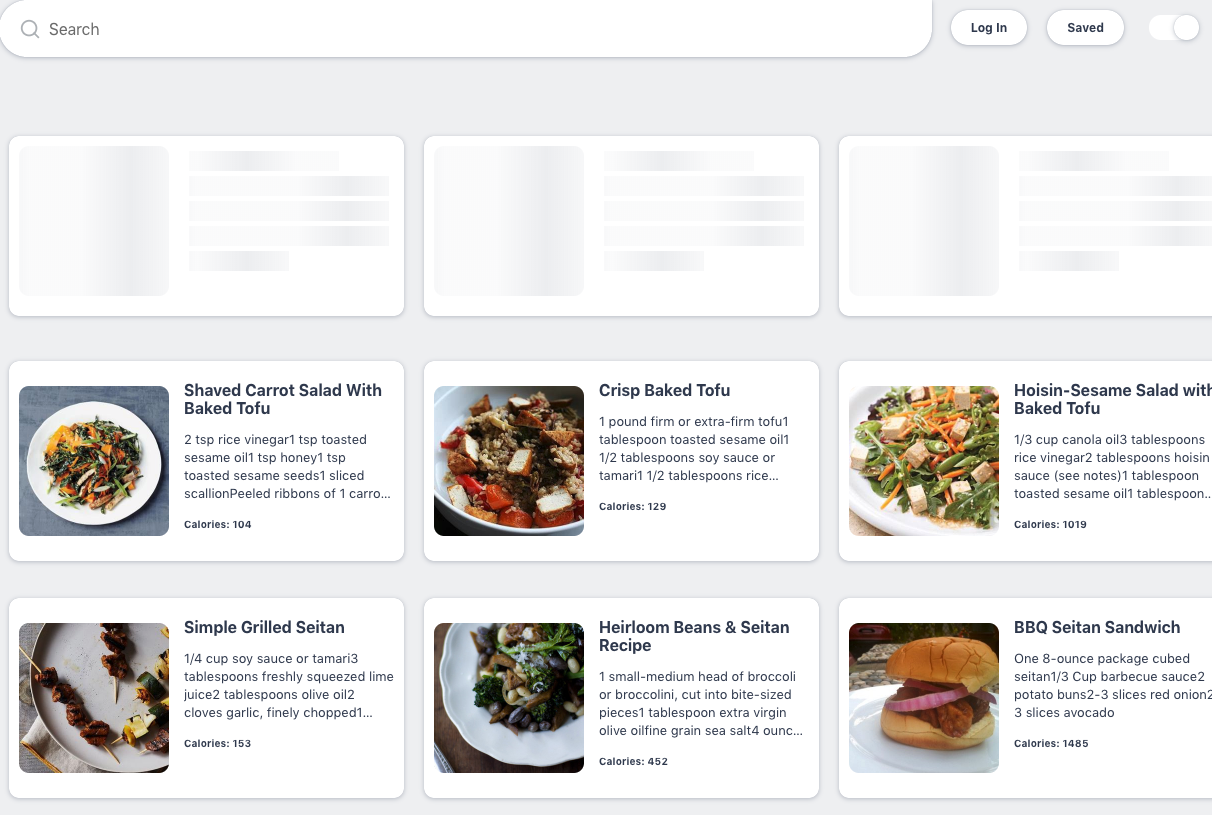 Search
Log In
Saved
Shaved Carrot Salad With
Baked Tofu
2 tsp rice vinegar1 tsp toasted
sesame oil1 tsp honey1 tsp
toasted sesame seeds1 sliced
scallionPeeled ribbons of 1 carro...
Calories: 104
Crisp Baked Tofu
1 pound firm or extra-firm tofu1
tablespoon toasted sesame oil1
1/2 tablespoons soy sauce or
tamari1 1/2 tablespoons rice...
Calories: 129
Hoisin-Sesame Salad with
Baked Tofu
1/3 cup canola oil3 tablespoons
rice vinegar2 tablespoons hoisin
sauce (see notes)1 tablespoon
toasted sesame oil1 tablespoon...
Calories: 1019
Simple Grilled Seitan
1/4 cup soy sauce or tamari3
tablespoons freshly squeezed lime
juice2 tablespoons olive oil2
cloves garlic, finely chopped1...
Calories: 153
Heirloom Beans & Seitan
Recipe
1 small-medium head of broccoli
or broccolini, cut into bite-sized
pieces1 tablespoon extra virgin
olive oilfine grain sea salt4 ounc...
Calories: 452
BBQ Seitan Sandwich
One 8-ounce package cubed
seitan1/3 Cup barbecue sauce2
potato buns2-3 slices red onion2
3 slices avocado
Calories: 1485